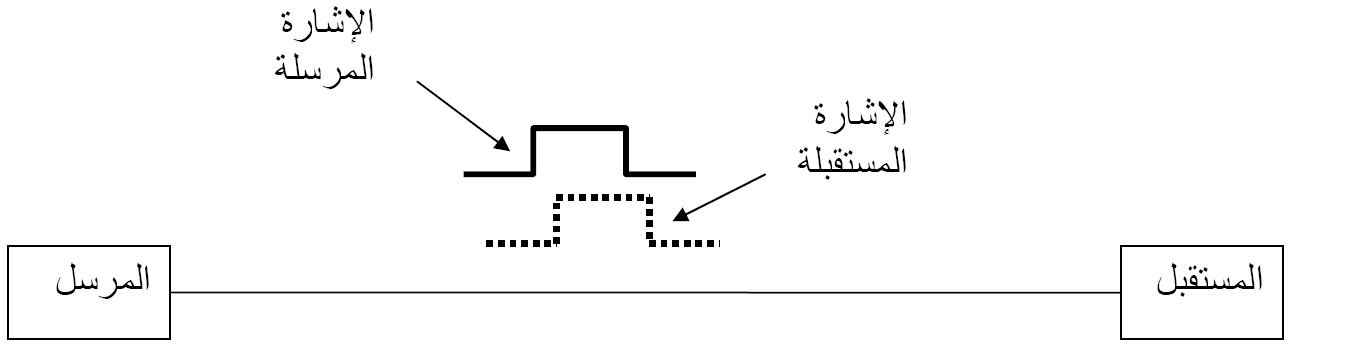 الإشارة
المرسلة
الإشارة
المستقبلة
المرسل
المستقبل